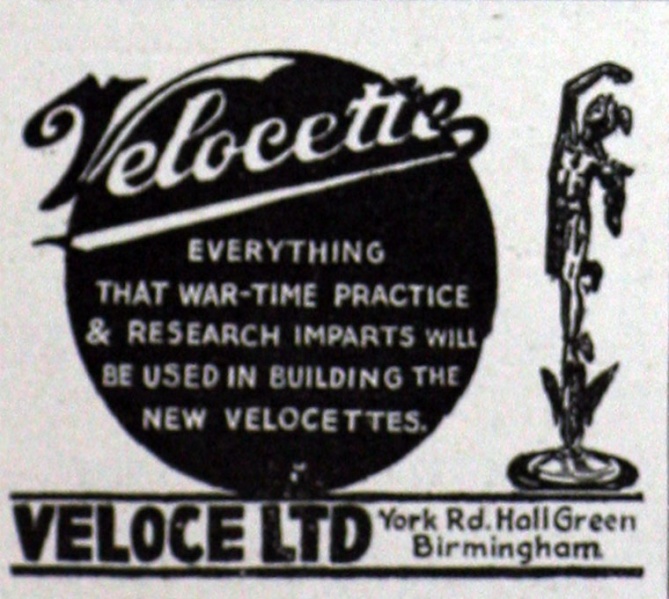 Velocette
EVERYTHING
THAT WAR-TIME PRACTICE
& RESEARCH IMPARTS WILL
BE USED IN BUILDING THE
NEW VELOCETTES.
VELOCE LTD York Rd. Hall Green
Birmingham